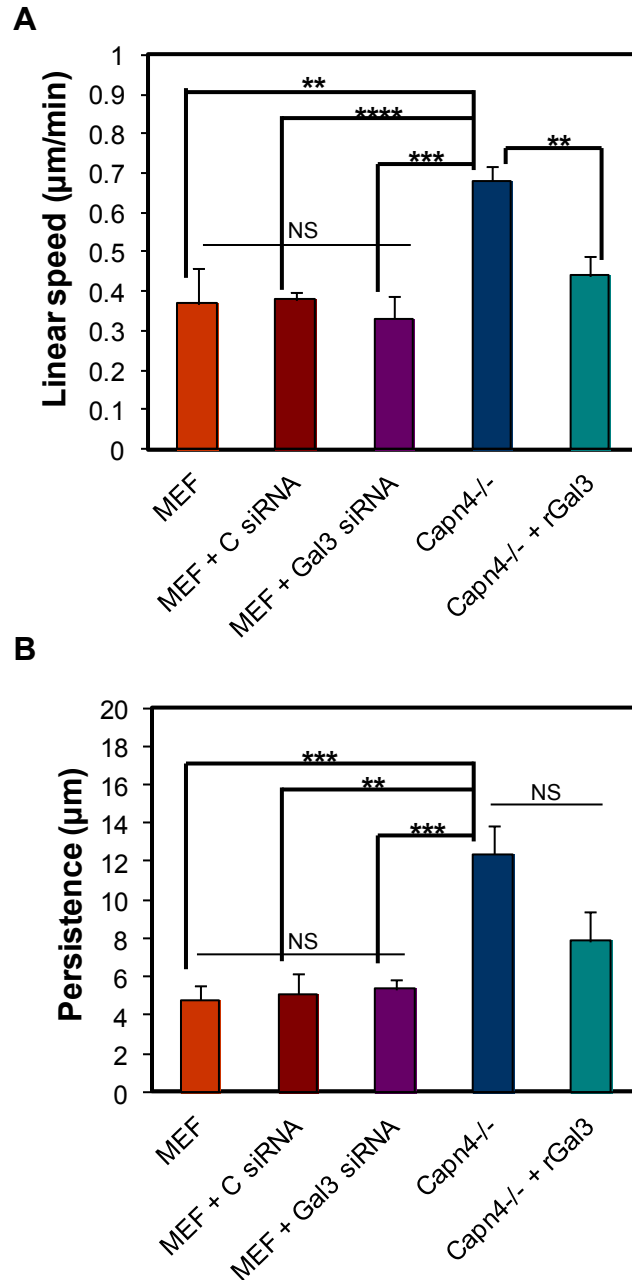 A
Linear speed (µm/min)
1
0.9
0.8
0.7
0.6
0.5
0.4
0.3
0.2
0.1
0
**
****
***
**
NS
MEF
MEF + C siRNA
MEF + Gal3 siRNA
Capn4-/-
Capn4-/- + rGal3
B
Persistence (µm)
20
18
16
14
12
10
8
6
4
2
0
***
**
***
NS
NS
MEF
MEF + C siRNA
MEF + Gal3 siRNA
Capn4-/-
Capn4-/- + rGal3